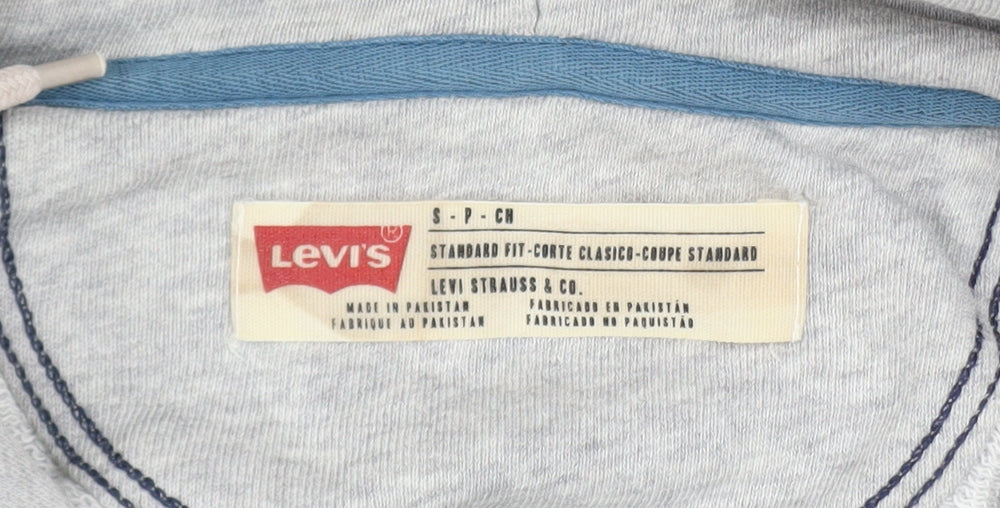 LEVI'S ®
S - P - CH
STANDARD FIT-CORTE CLASICO-COUPE STANDARD
LEVI STRAUSS & CO.
MADE IN PAKISTAN
FABRIQUE AU PAKISTAN
FABRICADO EN PAKISTÁN
FABRICADO NO PAQUISTÃO